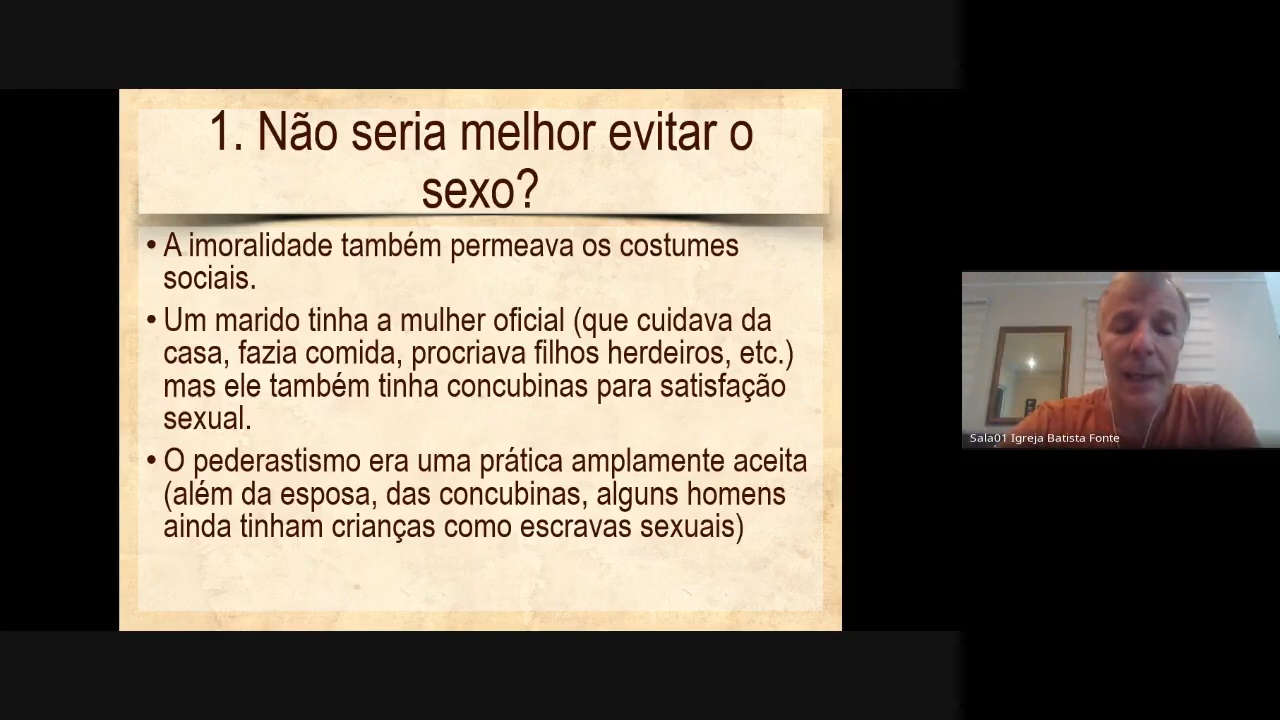 1. Não seria melhor evitar o
sexo?
• A imoralidade também permeava os costumes
sociais.
• Um marido tinha a mulher oficial (que cuidava da
casa, fazia comida, procriava filhos herdeiros, etc.)
mas ele também tinha concubinas para satisfação
sexual.
• O pederastismo era uma prática amplamente aceita
(além da esposa, das concubinas, alguns homens
ainda tinham crianças como escravas sexuais)
Sala01 Igreja Batista Fonte